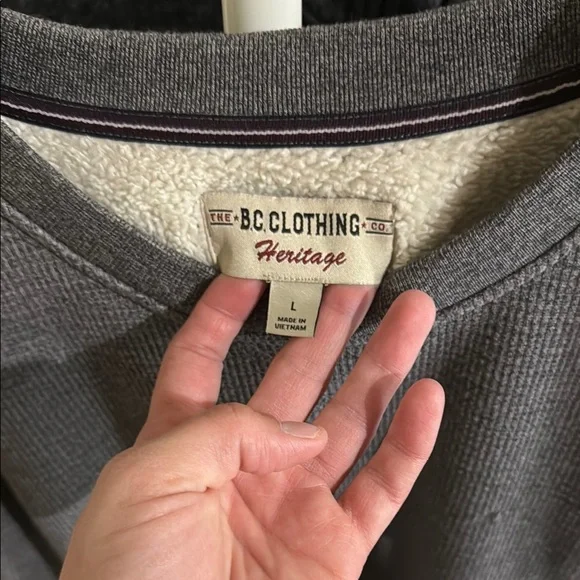 THE ★ B.C. CLOTHING ★ CO.
Heritage
L
MADE IN
VIETNAM